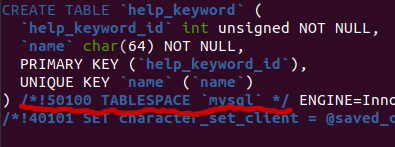 CREATE TABLE `help_keyword` (
`help_keyword_id` int unsigned NOT NULL,
`name` char(64) NOT NULL,
PRIMARY KEY (`help_keyword_id`),
UNIQUE KEY `name` (`name`)
) /*!50100 TABLESPACE `mysql` */ ENGINE=Inno
/*!40101 SET character_set_client = @saved_c